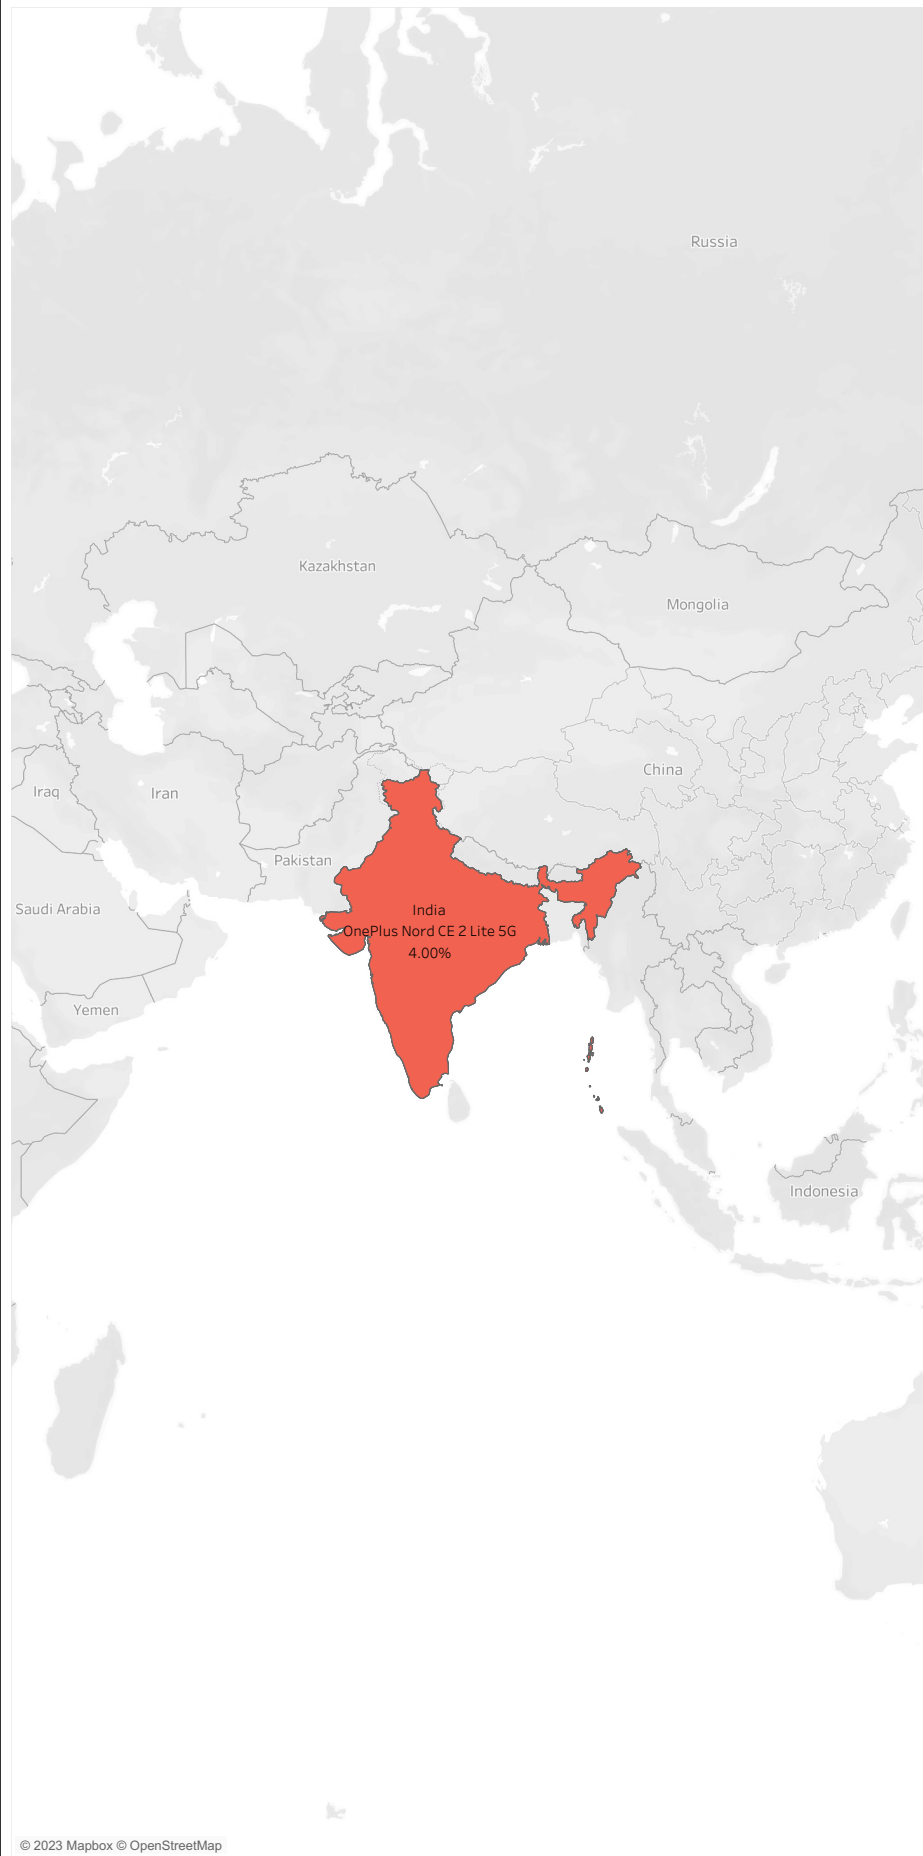 Russia
Kazakhstan
Mongolia
China
Iraq
Iran
Pakistan
Saudi Arabia
India
OnePlus Nord CE 2 Lite 5G
4.00%
Yemen
Indonesia
© 2023 Mapbox © OpenStreetMap